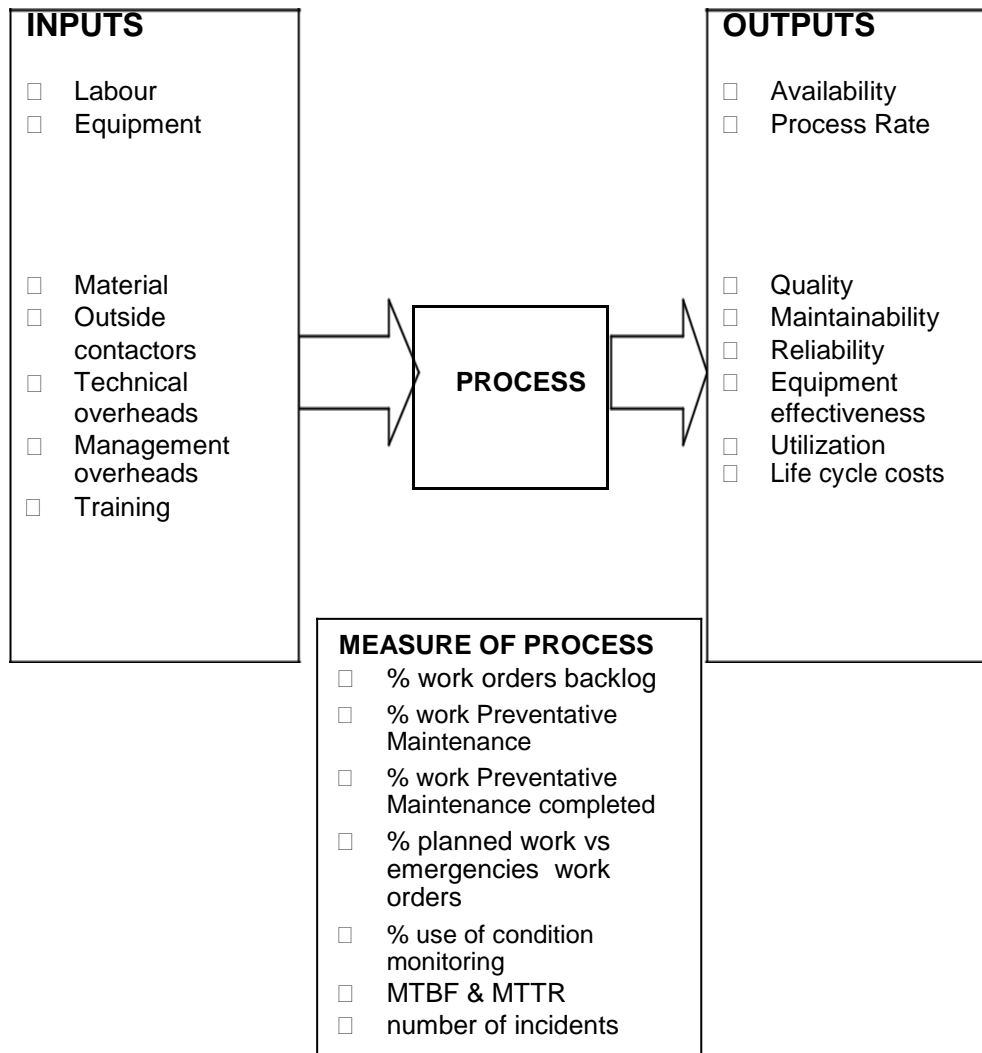 INPUTS
□ Labour
□ Equipment
□ Material
□ Outside
contactors
□ Technical
overheads
□ Management
overheads
□ Training
PROCESS
OUTPUTS
□ Availability
□ Process Rate
□ Quality
□ Maintainability
□ Reliability
□ Equipment
effectiveness
□ Utilization
□ Life cycle costs
MEASURE OF PROCESS
□ % work orders backlog
□ % work Preventative
Maintenance
□ % work Preventative
Maintenance completed
□ % planned work vs
emergencies work
orders
□ % use of condition
monitoring
□ MTBF & MTTR
□ number of incidents